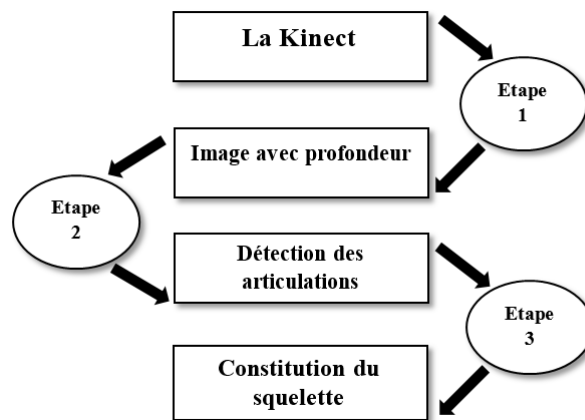 La Kinect
Etape
1
Image avec profondeur
Etape
2
Détection des
articulations
Etape
3
Constitution du
squelette